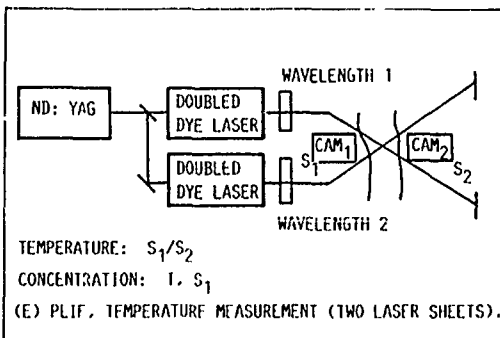 WAVELENGTH 1
ND: YAG
DOUBLED
DYE LASER
CAM1
CAM2
S1
S2
DOUBLED
DYE LASER
WAVELENGTH 2
TEMPERATURE: S1/S2
CONCENTRATION: T, S1
(E) PLIF, TEMPERATURE MEASUREMENT (TWO LASER SHEETS).